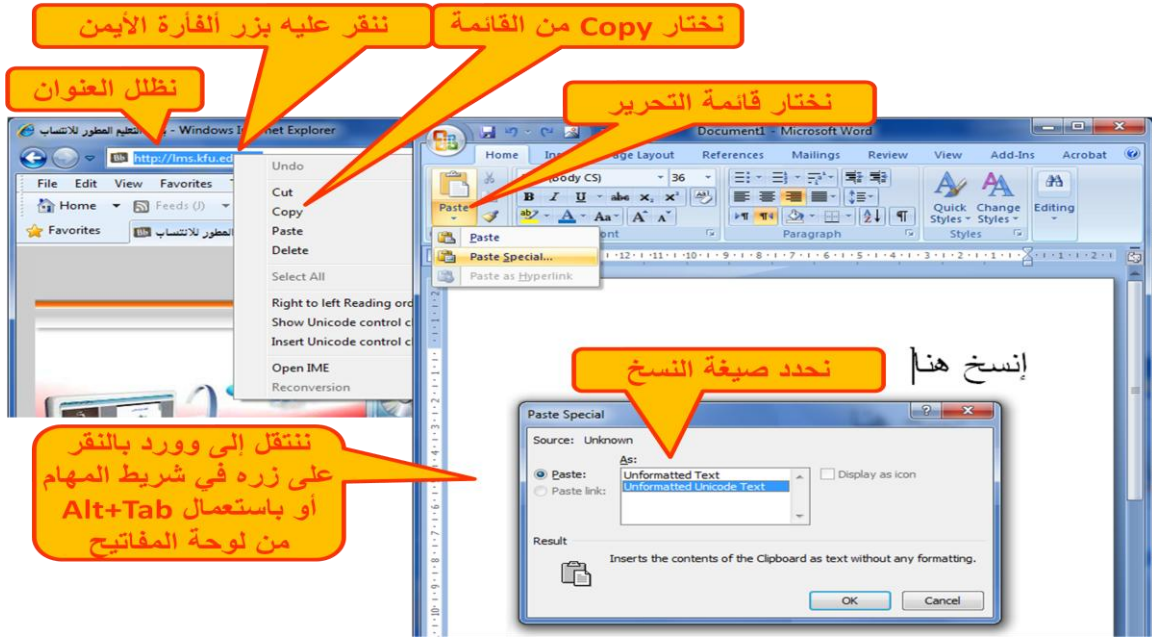 ننقر عليه بزر ألفأرة الأيمن
نختار Copy من القائمة
نظلل العنوان
نختار قائمة التحرير
التعليم المطور للانتساب - Windows Internet Explorer
http://lms.kfu.ed
File Edit View Favorites
Home Feeds (J)
Favorites
المطور للانتساب
Undo
Cut
Copy
Paste
Delete
Select All
Right to left Reading ord
Show Unicode control c
Insert Unicode control c
Open IME
Reconversion
Document1 - Microsoft Word
Home In Page Layout References Mailings Review View Add-Ins Acrobat
(Body CS) 36
Paste
Quick Styles
Change Styles
Editing
Font Paragraph Styles
Paste
Paste Special...
Paste as Hyperlink
إنسخ هنا
نحدد صيغة النسخ
ننتقل إلى وورد بالنقر
على زره في شريط المهام
أو باستعمال Alt+Tab
من لوحة المفاتيح
Paste Special
Source: Unknown
As:
Paste:
Paste link:
Unformatted Text
Unformatted Unicode Text
Display as icon
Result
Inserts the contents of the Clipboard as text without any formatting.
OK Cancel